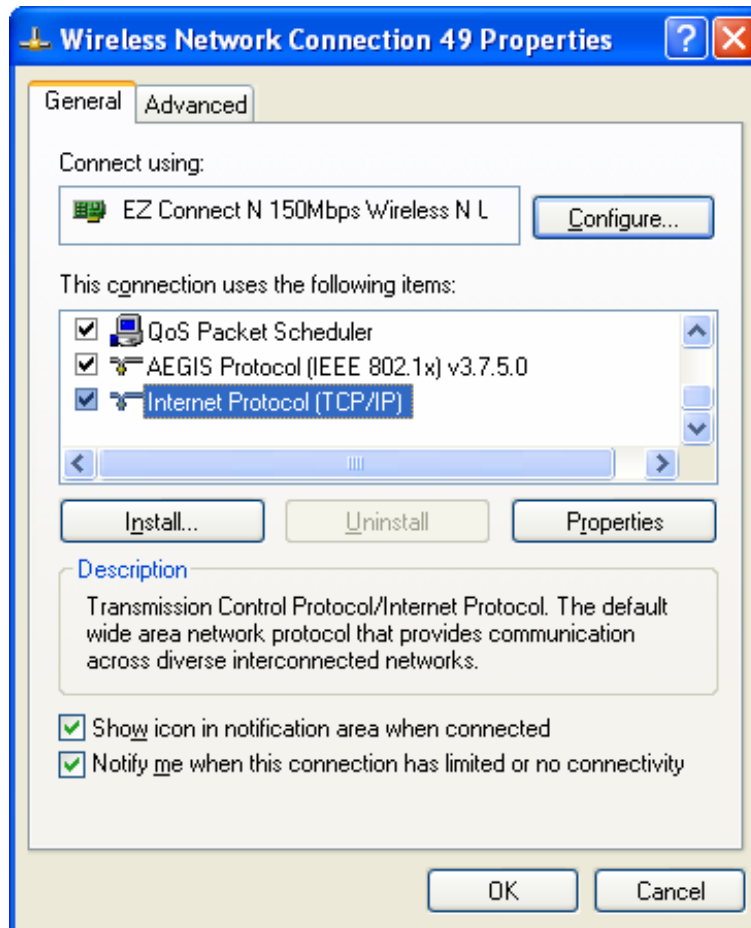 Wireless Network Connection 49 Properties
General Advanced
Connect using:
EZ Connect N 150Mbps Wireless N U
Configure...
This connection uses the following items:
QoS Packet Scheduler
AEGIS Protocol (IEEE 802.1x) v3.7.5.0
Internet Protocol (TCP/IP)
Install... Uninstall Properties
Description
Transmission Control Protocol/Internet Protocol. The default
wide area network protocol that provides communication
across diverse interconnected networks.
Show icon in notification area when connected
Notify me when this connection has limited or no connectivity
OK Cancel